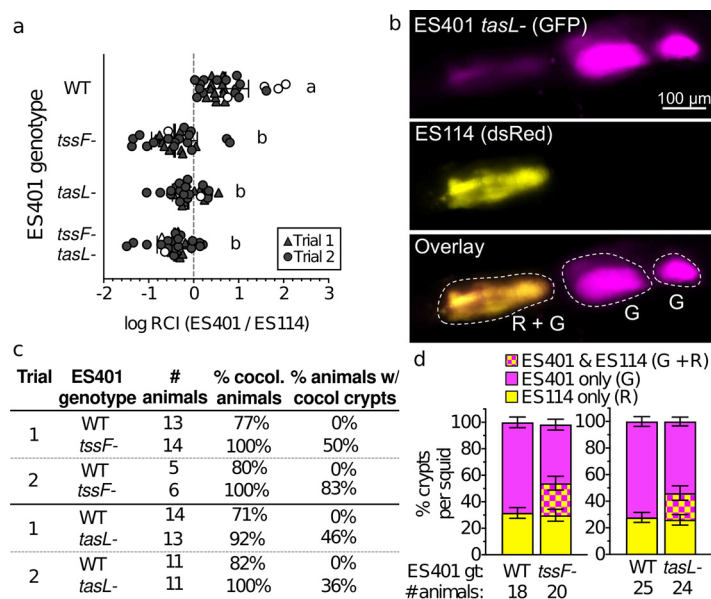 a
ES401 genotype
WT
a
tssF-
b
tasL-
b
tssF-
tasL-
b
Trial 1
Trial 2
-2 -1 0 1 2 3
log RCI (ES401 / ES114)
b
ES401 tasL- (GFP)
100 μm
ES114 (dsRed)
Overlay
R + G
G
G
c
Trial ES401 genotype # animals % cocol. animals % animals w/ cocol crypts
1 WT 13 77% 0%
tssF- 14 100% 50%
2 WT 5 80% 0%
tssF- 6 100% 83%
1 WT 14 71% 0%
tasL- 13 92% 46%
2 WT 11 82% 0%
tasL- 11 100% 36%
d
ES401 & ES114 (G + R)
ES401 only (G)
ES114 only (R)
% crypts
per squid
100
80
60
40
20
0
100
80
60
40
20
0
ES401 gt: WT tssF- WT tasL-
#animals: 18 20 25 24